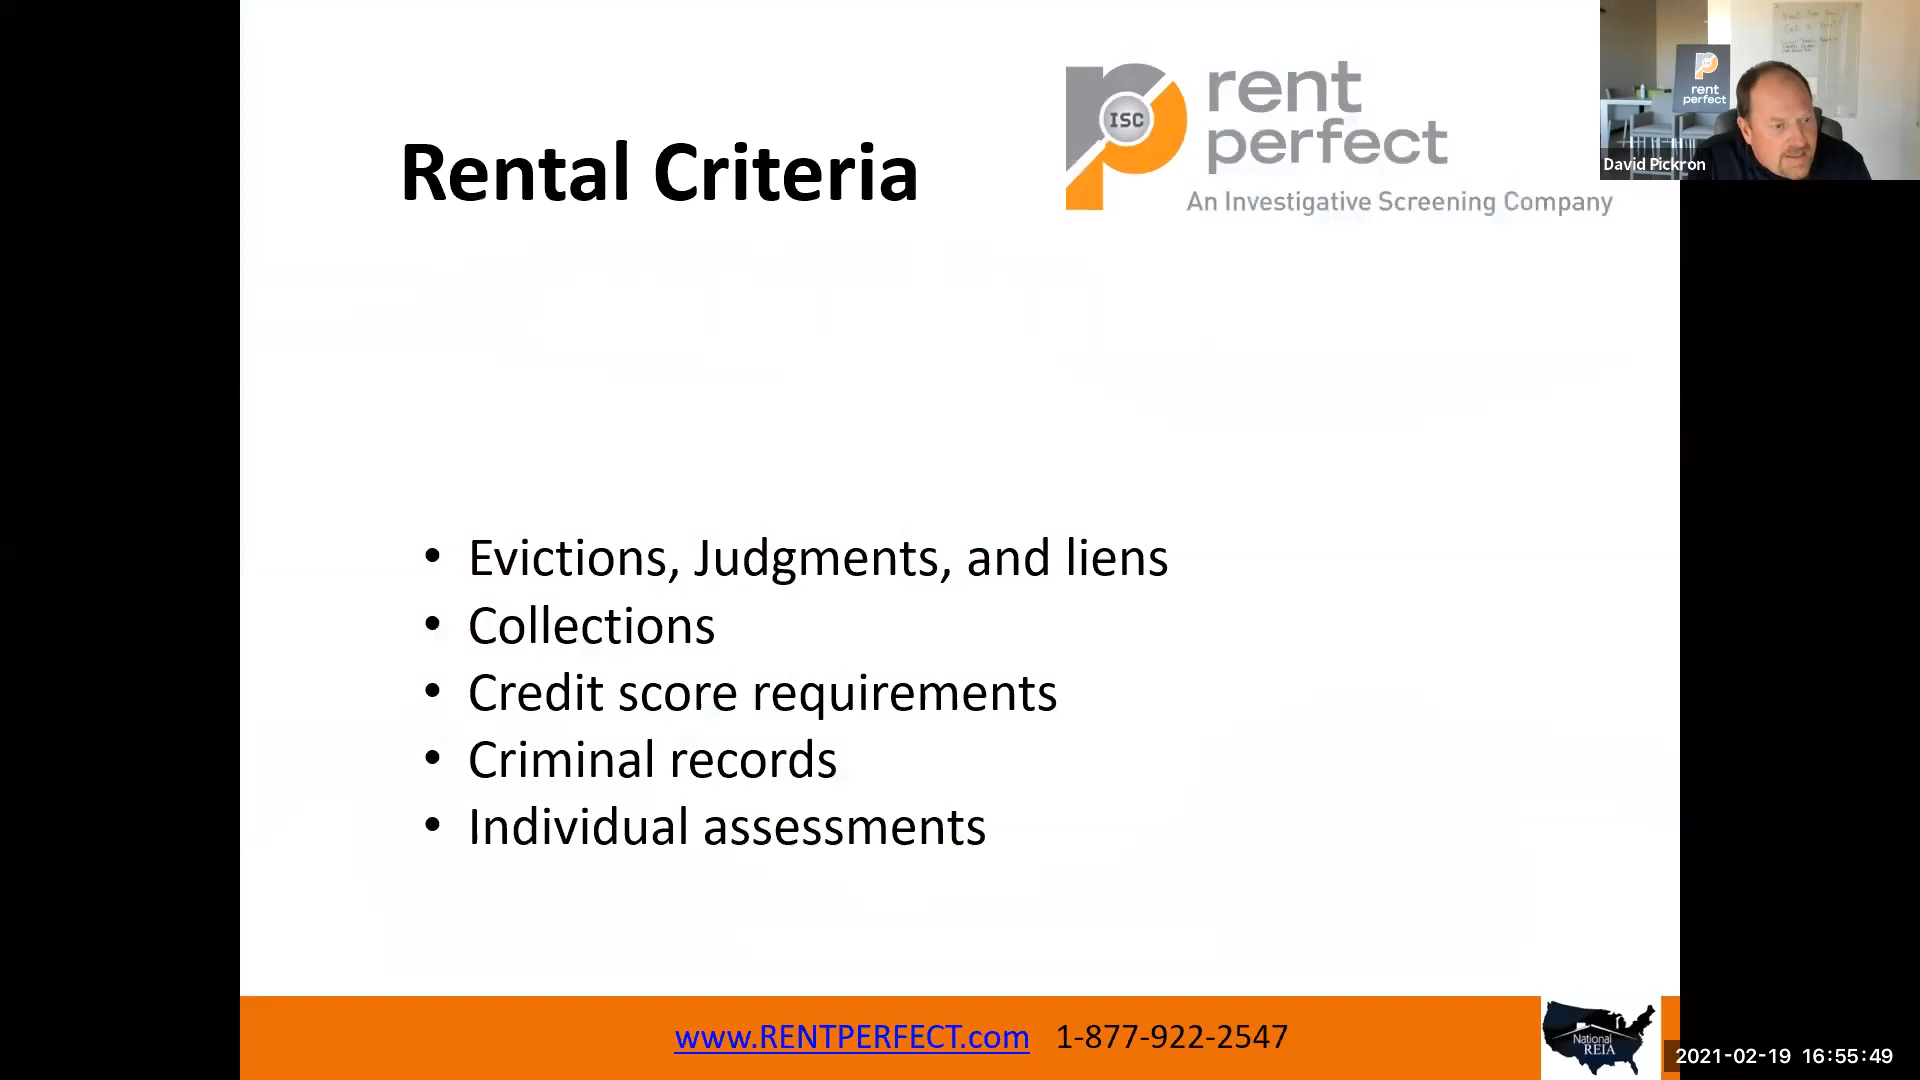 Rental Criteria
ISC
rent
perfect
An Investigative Screening Company
rent
perfect
David Pickron
• Evictions, Judgments, and liens
• Collections
• Credit score requirements
• Criminal records
• Individual assessments
www.RENTPERFECT.com 1-877-922-2547
National
REIA
2021-02-19 16:55:49